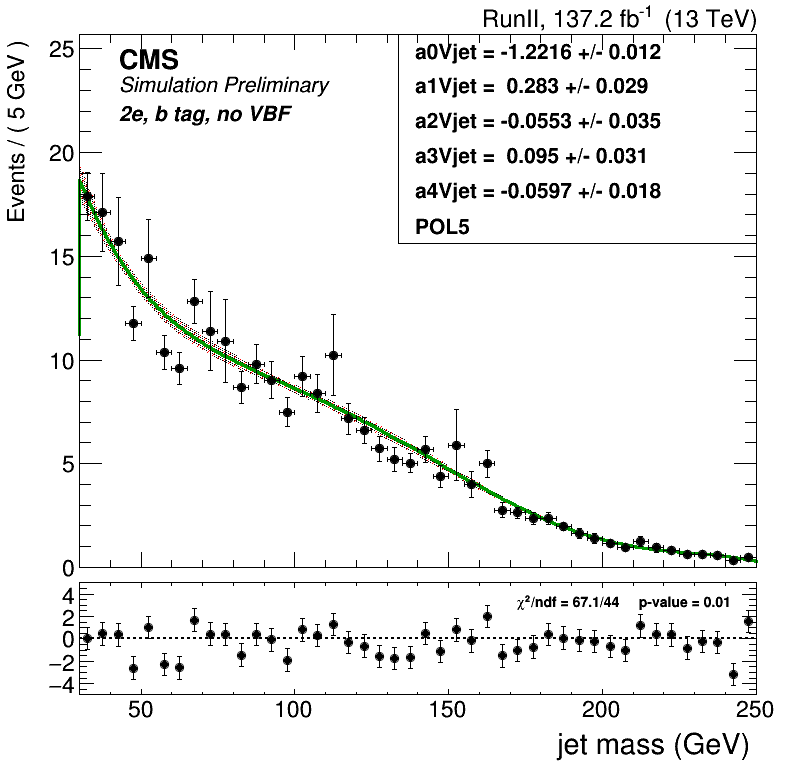 RunII, 137.2 fb⁻¹ (13 TeV)
Events / ( 5 GeV )
25
20
15
10
5
0
CMS
Simulation Preliminary
2e, b tag, no VBF
a0Vjet = -1.2216 +/- 0.012
a1Vjet = 0.283 +/- 0.029
a2Vjet = -0.0553 +/- 0.035
a3Vjet = 0.095 +/- 0.031
a4Vjet = -0.0597 +/- 0.018
POL5
4
2
0
−2
−4
χ²/ndf = 67.1/44 p-value = 0.01
50 100 150 200 250
jet mass (GeV)